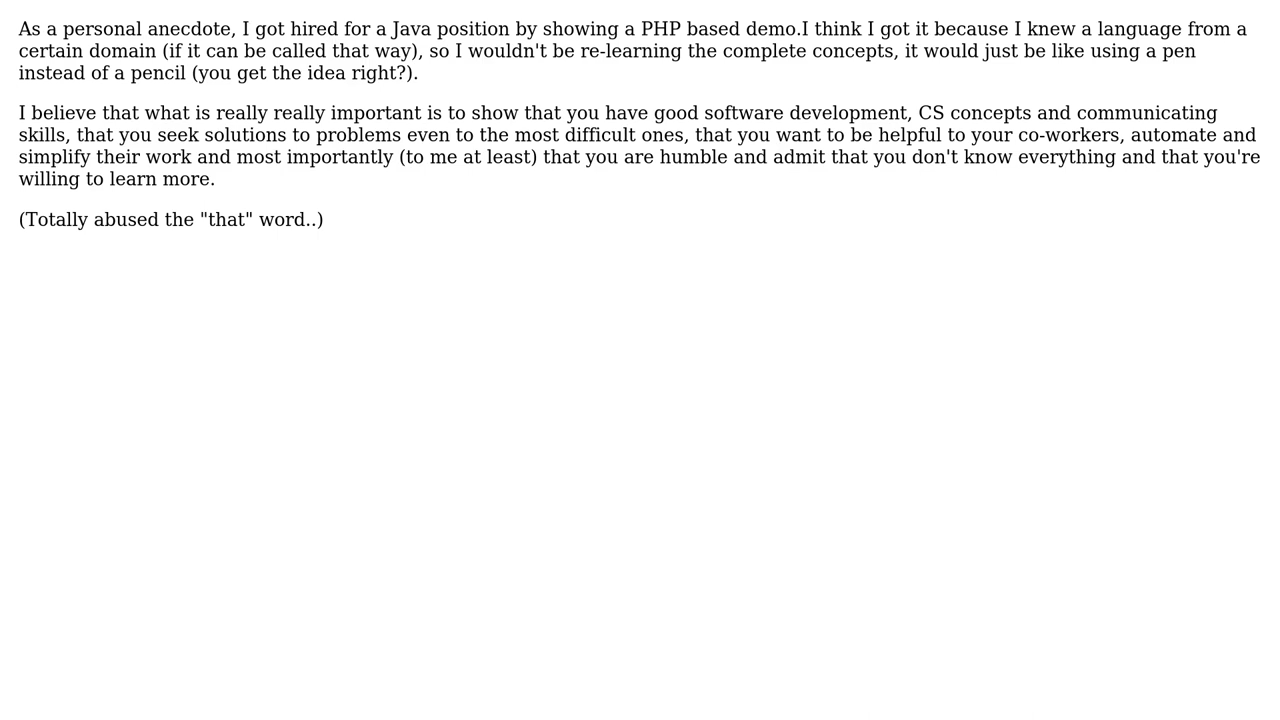 As a personal anecdote, I got hired for a Java position by showing a PHP based demo.I think I got it because I knew a language from a
certain domain (if it can be called that way), so I wouldn't be re-learning the complete concepts, it would just be like using a pen
instead of a pencil (you get the idea right?).
I believe that what is really really important is to show that you have good software development, CS concepts and communicating
skills, that you seek solutions to problems even to the most difficult ones, that you want to be helpful to your co-workers, automate and
simplify their work and most importantly (to me at least) that you are humble and admit that you don't know everything and that you're
willing to learn more.
(Totally abused the "that" word..)